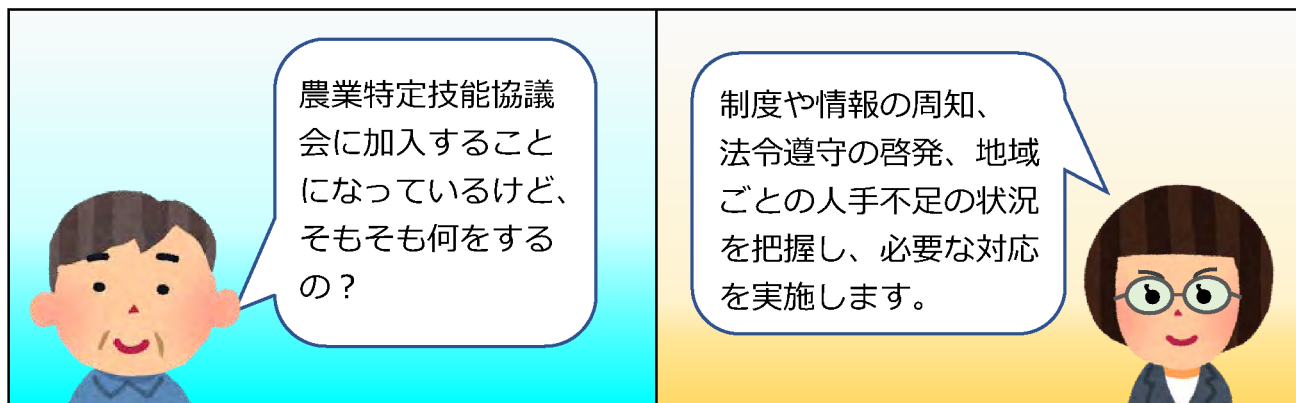 農業特定技能協議
会に加入すること
になっているけど、
そもそも何をする
の？
制度や情報の周知、
法令遵守の啓発、地域
ごとの人手不足の状況
を把握し、必要な対応
を実施します。